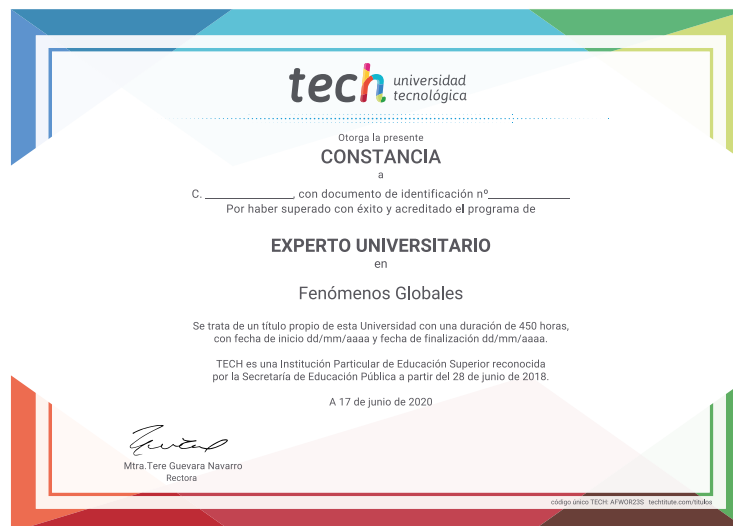 tech universidad
tecnológica
Otorga la presente
CONSTANCIA
a
C. ______________, con documento de identificación nº______________
Por haber superado con éxito y acreditado el programa de
EXPERTO UNIVERSITARIO
en
Fenómenos Globales
Se trata de un título propio de esta Universidad con una duración de 450 horas,
con fecha de inicio dd/mm/aaaa y fecha de finalización dd/mm/aaaa.
TECH es una Institución Particular de Educación Superior reconocida
por la Secretaría de Educación Pública a partir del 28 de junio de 2018.
A 17 de junio de 2020
Mtra.Tere Guevara Navarro
Rectora
código único TECH: AFWOR23S techtitute.com/titulos